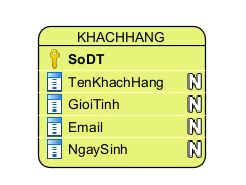 KHACHHANG
SoDT
TenKhachHang N
GioiTinh N
Email N
NgaySinh N